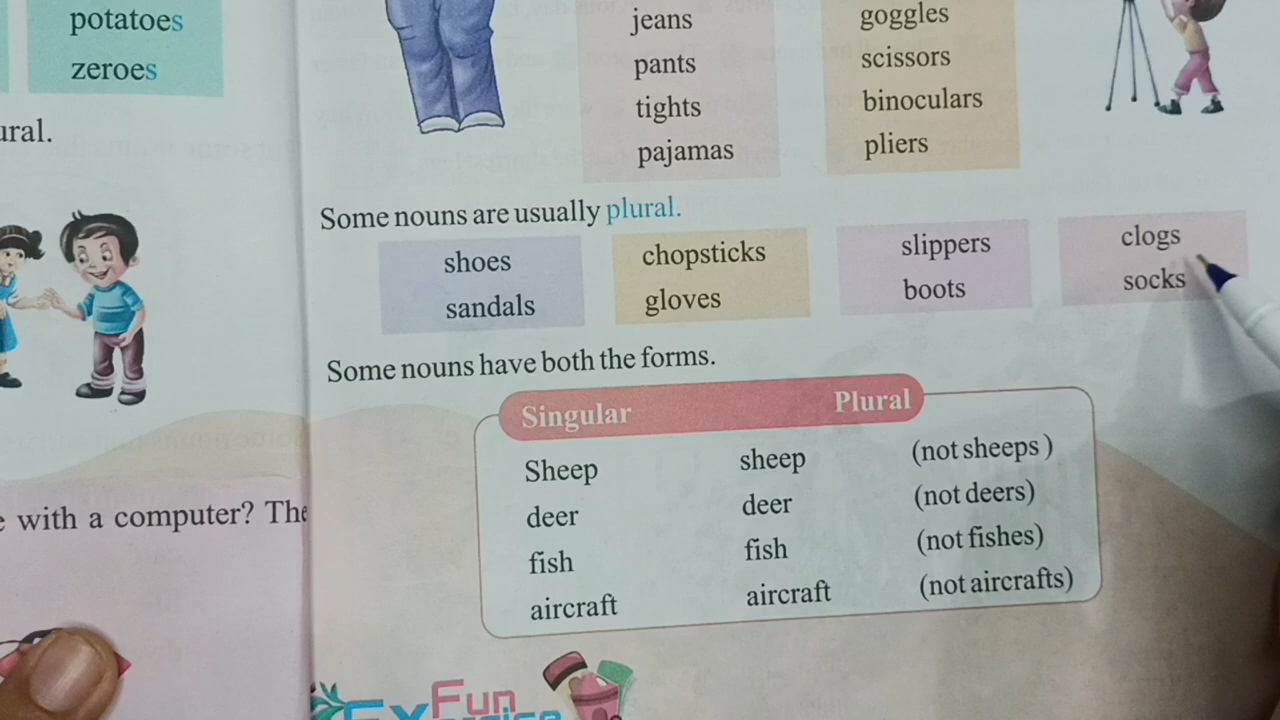 potatoes
zeroes
ural.
with a computer? The
jeans
pants
tights
pajamas
goggles
scissors
binoculars
pliers
Some nouns are usually plural.
shoes
sandals
chopsticks
gloves
slippers
boots
clogs
socks
Some nouns have both the forms.
Singular Plural
Sheep sheep (not sheeps )
deer deer (not deers)
fish fish (not fishes)
aircraft aircraft (not aircrafts)
Fun